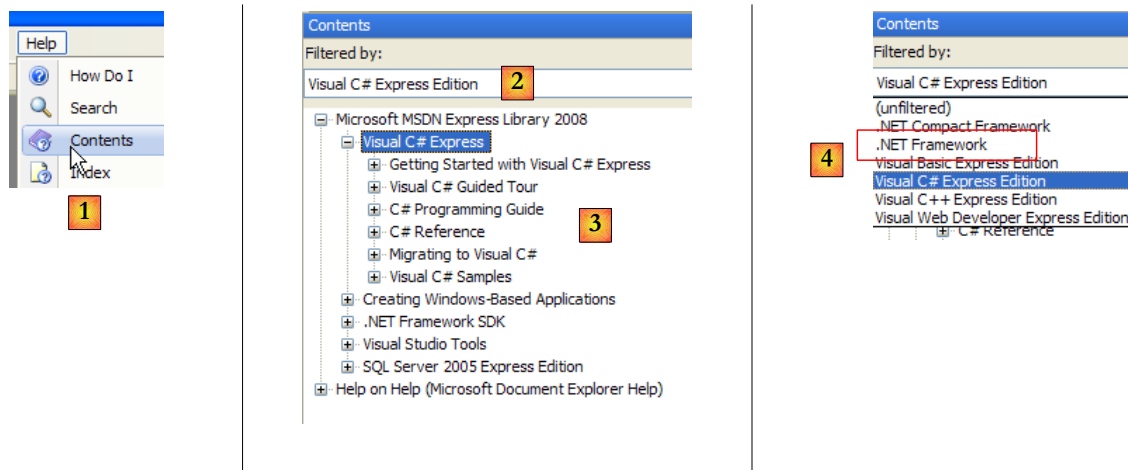 Help
How Do I
Search
Contents
Index
1
Contents
Filtered by:
Visual C# Express Edition
2
Microsoft MSDN Express Library 2008
Visual C# Express
Getting Started with Visual C# Express
Visual C# Guided Tour
C# Programming Guide
C# Reference
3
Migrating to Visual C#
Visual C# Samples
Creating Windows-Based Applications
.NET Framework SDK
Visual Studio Tools
SQL Server 2005 Express Edition
Help on Help (Microsoft Document Explorer Help)
Contents
Filtered by:
Visual C# Express Edition
(unfiltered)
.NET Compact Framework
.NET Framework
4
Visual Basic Express Edition
Visual C# Express Edition
Visual C++ Express Edition
Visual Web Developer Express Edition
C# Reference